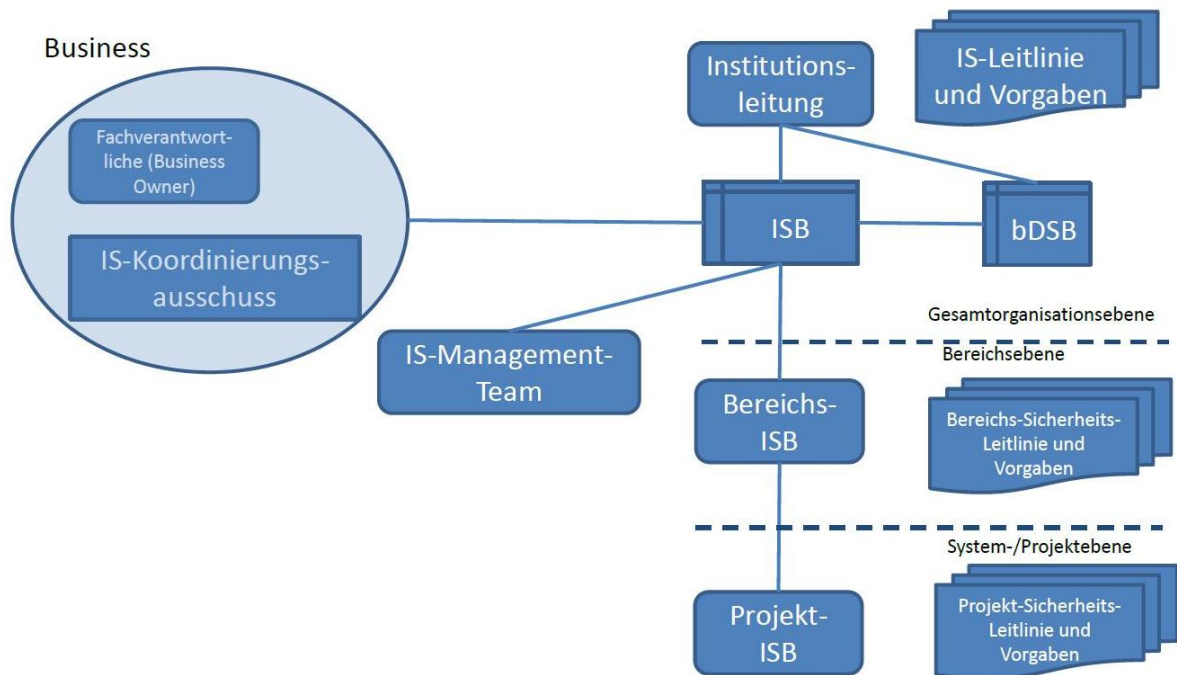 Business
Fachverantwort-
liche (Business
Owner)
IS-Koordinierungs-
ausschuss
Institutions-
leitung
IS-Leitlinie
und Vorgaben
ISB
bDSB
IS-Management-
Team
Gesamtorganisationsebene
Bereichsebene
Bereichs-
ISB
Bereichs-Sicherheits-
Leitlinie und
Vorgaben
System-/Projektebene
Projekt-
ISB
Projekt-Sicherheits-
Leitlinie und
Vorgaben